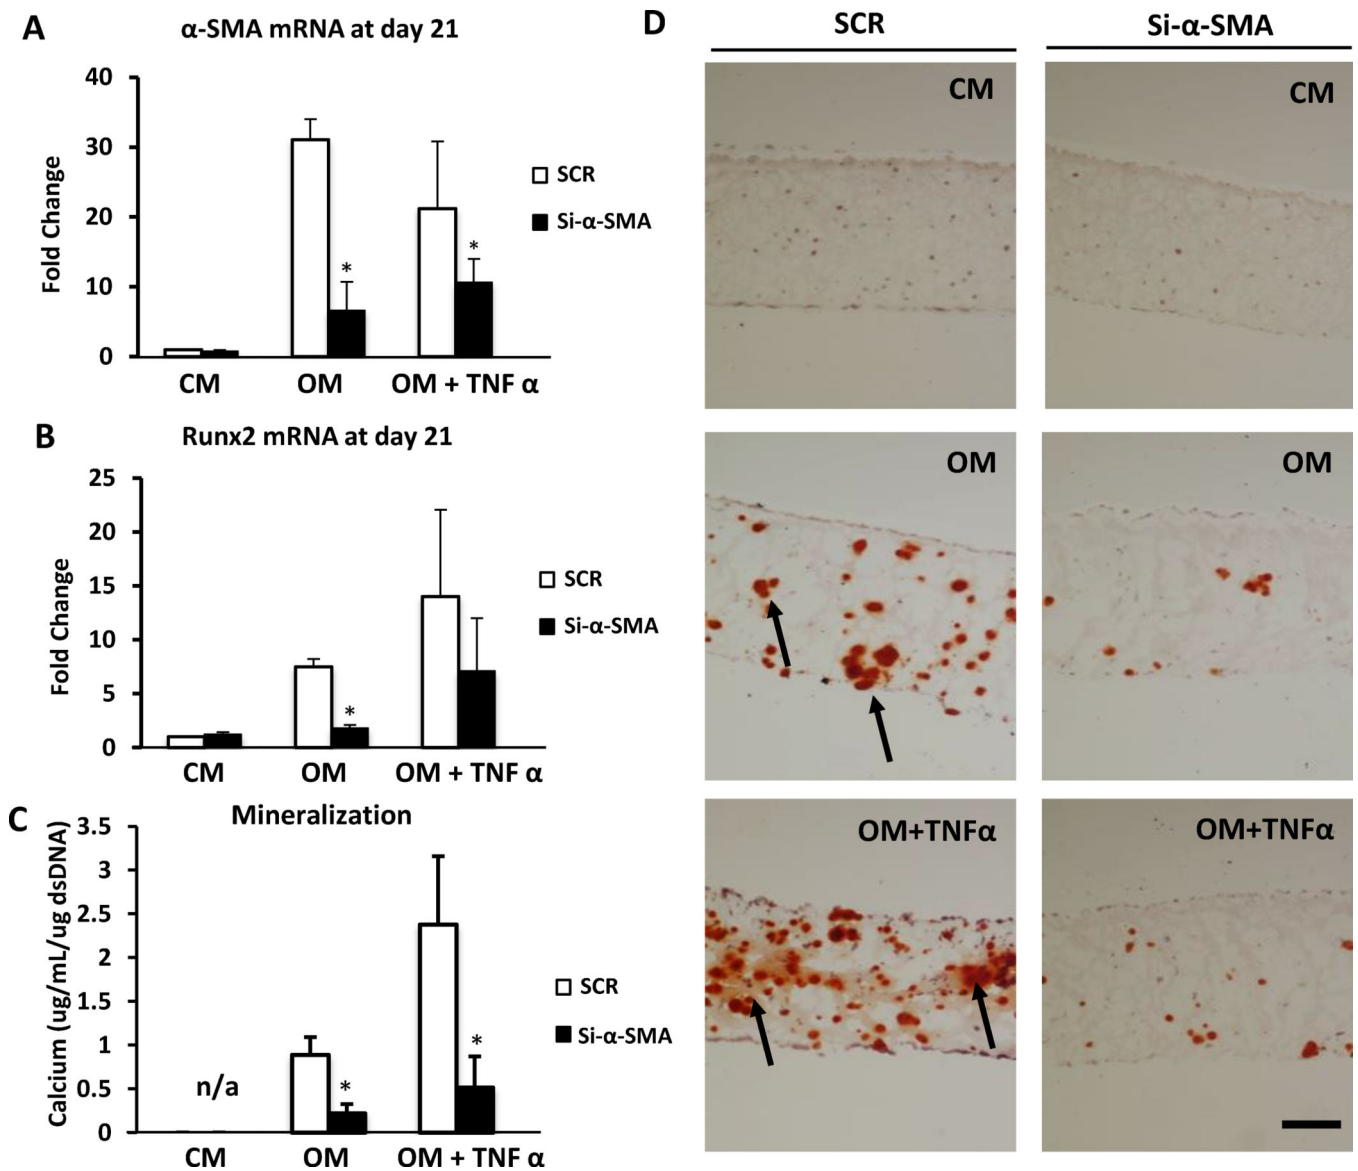 A
α-SMA mRNA at day 21
40
30
20
10
0
Fold Change
*
*
SCR
Si-α-SMA
CM
OM
OM + TNF α
B
Runx2 mRNA at day 21
25
20
15
10
5
0
Fold Change
*
SCR
Si-α-SMA
CM
OM
OM + TNF α
C
Mineralization
3.5
3
2.5
2
1.5
1
0.5
0
Calcium (ug/mL/ug dsDNA)
n/a
*
*
SCR
Si-α-SMA
CM
OM
OM + TNF α
D
SCR
Si-α-SMA
CM
CM
OM
OM
OM+TNFα
OM+TNFα